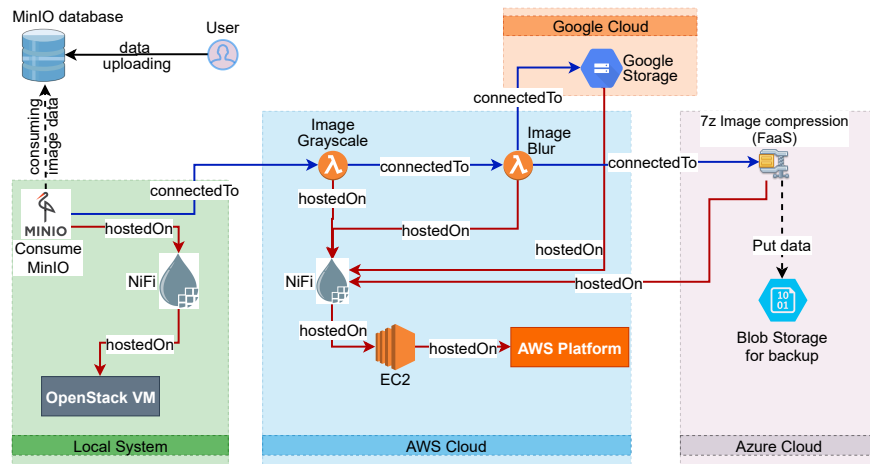 MinIO database
User
data
uploading
Google Cloud
Google
Storage
connectedTo
consuming
image data
Image
Grayscale
Image
Blur
7z Image compression
(FaaS)
connectedTo
connectedTo
connectedTo
hostedOn
MINIO
Consume
MinIO
hostedOn
hostedOn
hostedOn
Put data
NiFi
NiFi
hostedOn
10
01
hostedOn
hostedOn
hostedOn
AWS Platform
Blob Storage
for backup
EC2
OpenStack VM
Local System
AWS Cloud
Azure Cloud